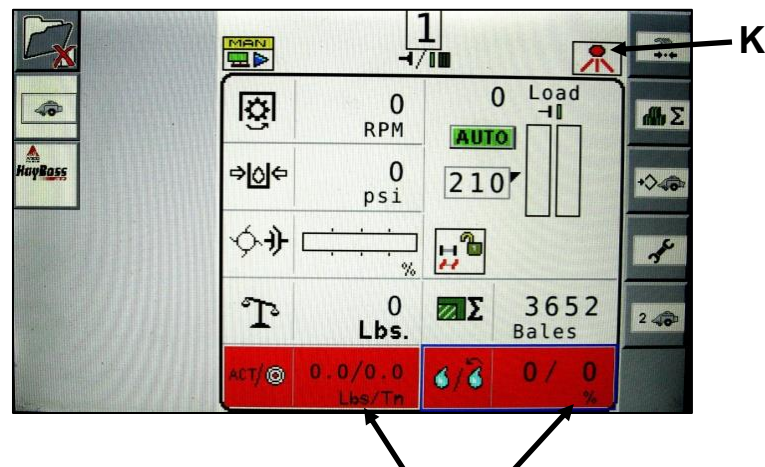 1
K
MAN
0
RPM
0 Load
AUTO
210
0
psi
%
0
Lbs.
Σ 3652
Bales
ACT/ 0.0/0.0
Lbs/Tn
/ 0/ 0
%
HayBoss
Σ
2